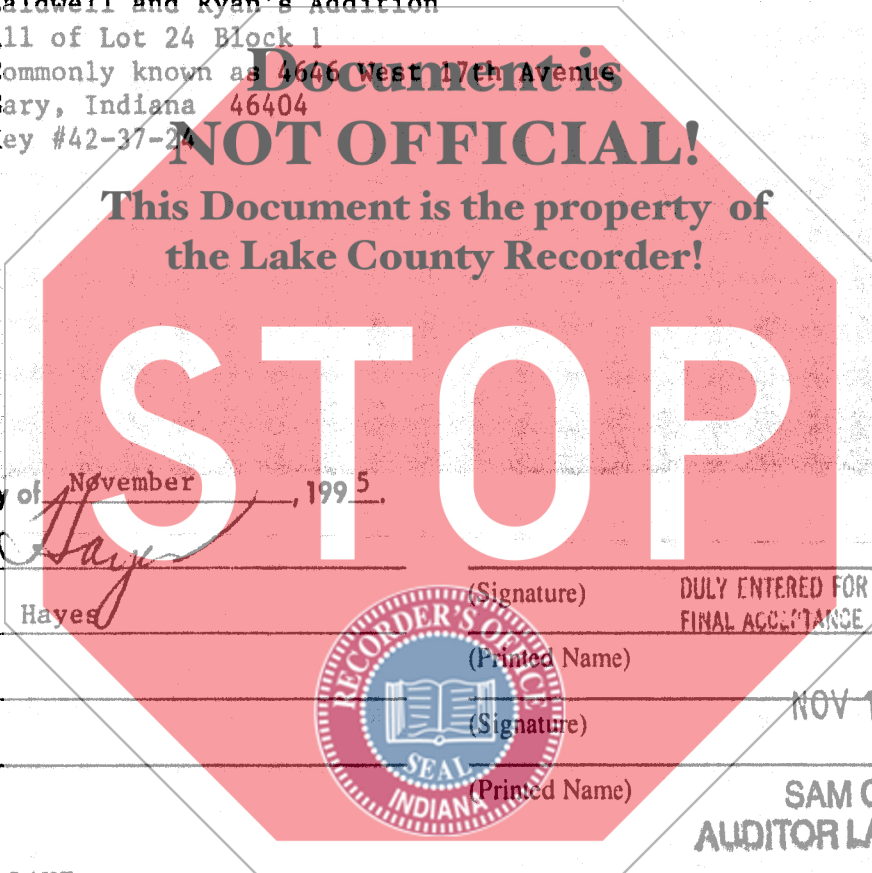 aldwell and Ryan's Addition
ll of Lot 24 Block 1
ommonly known as 4646 West 17th Avenue
ary, Indiana 46404
ey #42-37-24
Document is
NOT OFFICIAL!
This Document is the property of
the Lake County Recorder!
STOP
y of November, 1995.
Hayes
(Signature)
DULY ENTERED FOR
Hayes
FINAL ACCEPTANCE
(Printed Name)
NOV 1
(Signature)
(Printed Name)
SAM
AUDITOR LA
RECORDER'S OFFICE
SEAL
INDIANA